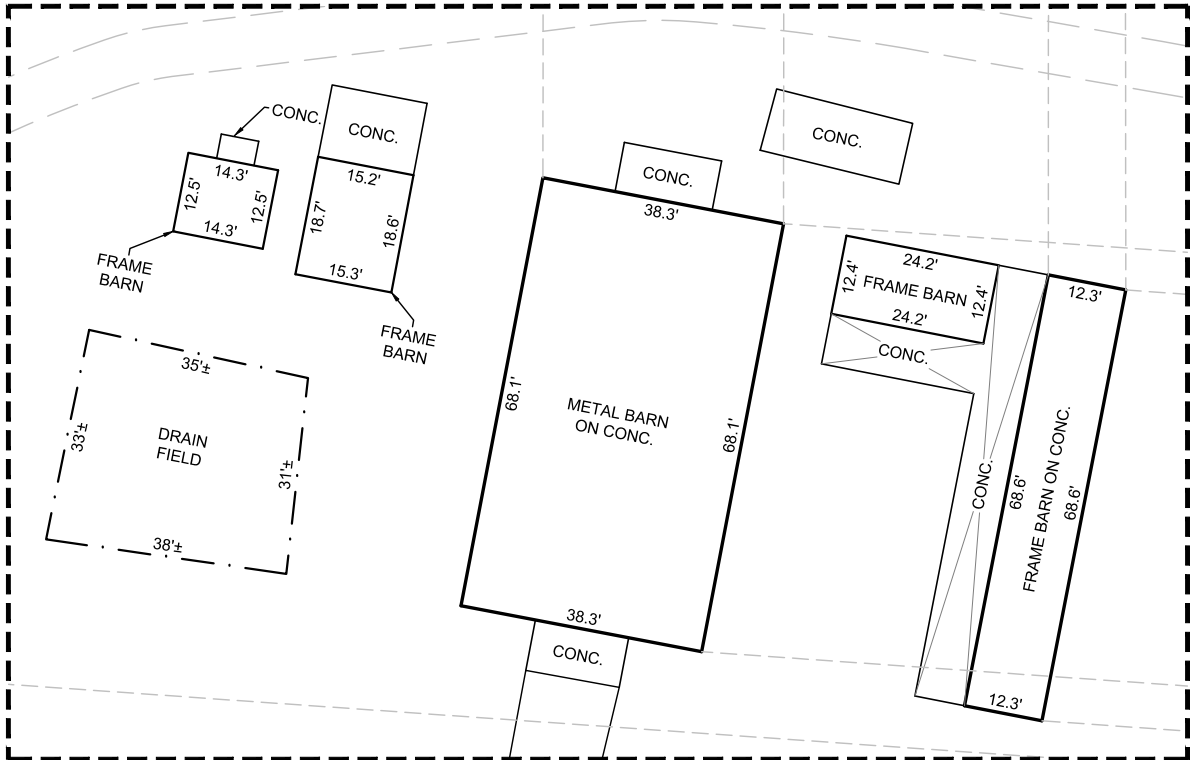 CONC.
14.3'
12.5'
12.5'
14.3'
FRAME
BARN
CONC.
15.2'
18.7'
18.6'
15.3'
FRAME
BARN
35'±
33'±
DRAIN
FIELD
31'±
38'±
CONC.
38.3'
68.1'
METAL BARN
ON CONC.
68.1'
38.3'
CONC.
CONC.
24.2'
12.4'
FRAME BARN
12.4'
24.2'
CONC.
CONC.
12.3'
68.6'
FRAME BARN ON CONC.
68.6'
12.3'